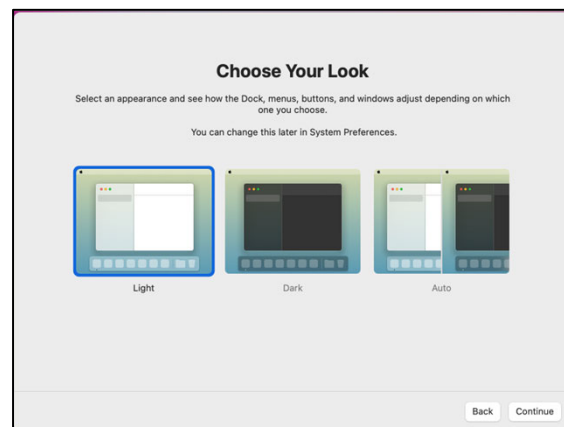 Choose Your Look
Select an appearance and see how the Dock, menus, buttons, and windows adjust depending on which
one you choose.
You can change this later in System Preferences.
Light
Dark
Auto
Back
Continue